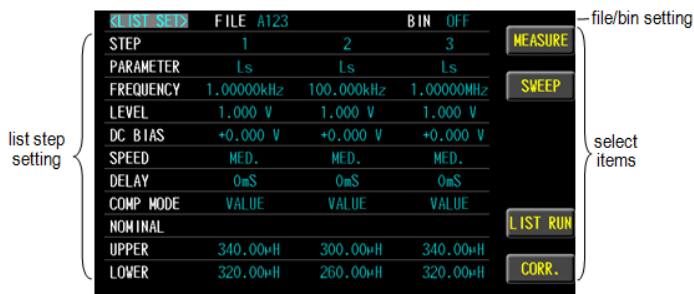 <LIST SET> FILE A123 BIN OFF
file/bin setting
STEP 1 2 3
MEASURE
PARAMETER Ls Ls Ls
FREQUENCY 1.00000kHz 100.000kHz 1.00000MHz
SWEEP
LEVEL 1.000 V 1.000 V 1.000 V
DC BIAS +0.000 V +0.000 V +0.000 V
list step
setting
select
items
SPEED MED. MED. MED.
DELAY 0mS 0mS 0mS
COMP MODE VALUE VALUE VALUE
NOMINAL
LIST RUN
UPPER 340.00μH 300.00μH 340.00μH
LOWER 320.00μH 260.00μH 320.00μH
CORR.